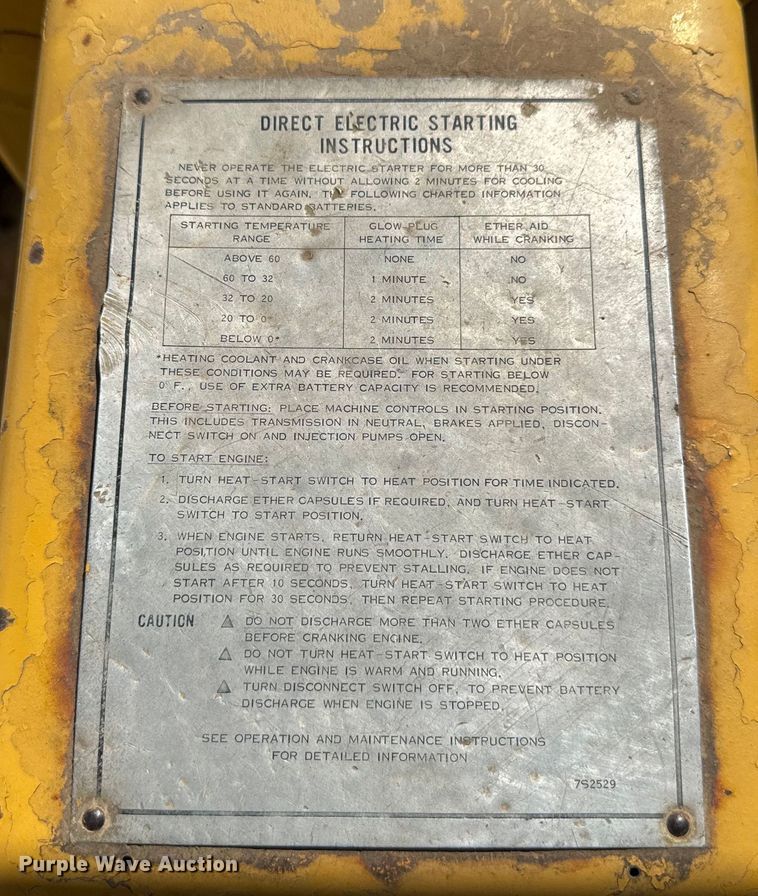 DIRECT ELECTRIC STARTING
INSTRUCTIONS
NEVER OPERATE THE ELECTRIC STARTER FOR MORE THAN 30
SECONDS AT A TIME WITHOUT ALLOWING 2 MINUTES FOR COOLING
BEFORE USING IT AGAIN. THE FOLLOWING CHARTED INFORMATION
APPLIES TO STANDARD BATTERIES.
STARTING TEMPERATURE RANGE GLOW PLUG HEATING TIME ETHER AID WHILE CRANKING
ABOVE 60 NONE NO
60 TO 32 1 MINUTE NO
32 TO 20 2 MINUTES YES
20 TO 0* 2 MINUTES YES
BELOW 0* 2 MINUTES YES
*HEATING COOLANT AND CRANKCASE OIL WHEN STARTING UNDER
THESE CONDITIONS MAY BE REQUIRED. FOR STARTING BELOW
0 F., USE OF EXTRA BATTERY CAPACITY IS RECOMMENDED.
BEFORE STARTING: PLACE MACHINE CONTROLS IN STARTING POSITION.
THIS INCLUDES TRANSMISSION IN NEUTRAL, BRAKES APPLIED, DISCON-
NECT SWITCH ON AND INJECTION PUMPS OPEN.
TO START ENGINE:
1. TURN HEAT-START SWITCH TO HEAT POSITION FOR TIME INDICATED.
2. DISCHARGE ETHER CAPSULES IF REQUIRED, AND TURN HEAT-START
SWITCH TO START POSITION.
3. WHEN ENGINE STARTS, RETURN HEAT-START SWITCH TO HEAT
POSITION UNTIL ENGINE RUNS SMOOTHLY. DISCHARGE ETHER CAP-
SULES AS REQUIRED TO PREVENT STALLING. IF ENGINE DOES NOT
START AFTER 10 SECONDS, TURN HEAT-START SWITCH TO HEAT
POSITION FOR 30 SECONDS, THEN REPEAT STARTING PROCEDURE.
CAUTION DO NOT DISCHARGE MORE THAN TWO ETHER CAPSULES
BEFORE CRANKING ENGINE.
DO NOT TURN HEAT-START SWITCH TO HEAT POSITION
WHILE ENGINE IS WARM AND RUNNING.
TURN DISCONNECT SWITCH OFF, TO PREVENT BATTERY
DISCHARGE WHEN ENGINE IS STOPPED.
SEE OPERATION AND MAINTENANCE INSTRUCTIONS
FOR DETAILED INFORMATION
7S2529
Purple Wave Auction